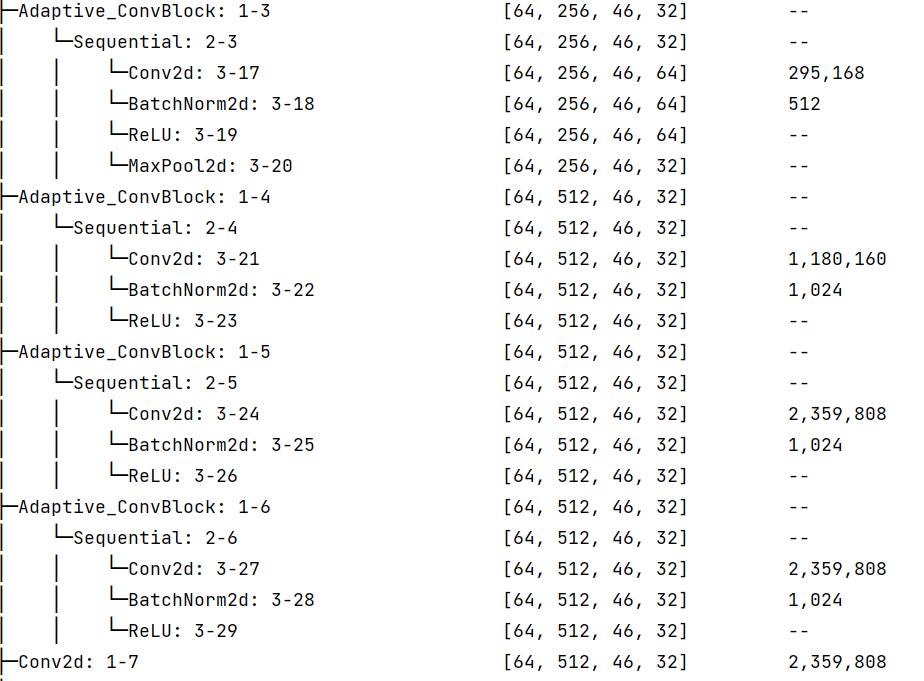 ├─Adaptive_ConvBlock: 1-3                     [64, 256, 46, 32]         --
│    └─Sequential: 2-3                        [64, 256, 46, 32]         --
│    │    └─Conv2d: 3-17                      [64, 256, 46, 64]         295,168
│    │    └─BatchNorm2d: 3-18                 [64, 256, 46, 64]         512
│    │    └─ReLU: 3-19                        [64, 256, 46, 64]         --
│    │    └─MaxPool2d: 3-20                   [64, 256, 46, 32]         --
├─Adaptive_ConvBlock: 1-4                     [64, 512, 46, 32]         --
│    └─Sequential: 2-4                        [64, 512, 46, 32]         --
│    │    └─Conv2d: 3-21                      [64, 512, 46, 32]         1,180,160
│    │    └─BatchNorm2d: 3-22                 [64, 512, 46, 32]         1,024
│    │    └─ReLU: 3-23                        [64, 512, 46, 32]         --
├─Adaptive_ConvBlock: 1-5                     [64, 512, 46, 32]         --
│    └─Sequential: 2-5                        [64, 512, 46, 32]         --
│    │    └─Conv2d: 3-24                      [64, 512, 46, 32]         2,359,808
│    │    └─BatchNorm2d: 3-25                 [64, 512, 46, 32]         1,024
│    │    └─ReLU: 3-26                        [64, 512, 46, 32]         --
├─Adaptive_ConvBlock: 1-6                     [64, 512, 46, 32]         --
│    └─Sequential: 2-6                        [64, 512, 46, 32]         --
│    │    └─Conv2d: 3-27                      [64, 512, 46, 32]         2,359,808
│    │    └─BatchNorm2d: 3-28                 [64, 512, 46, 32]         1,024
│    │    └─ReLU: 3-29                        [64, 512, 46, 32]         --
├─Conv2d: 1-7                                 [64, 512, 46, 32]         2,359,808